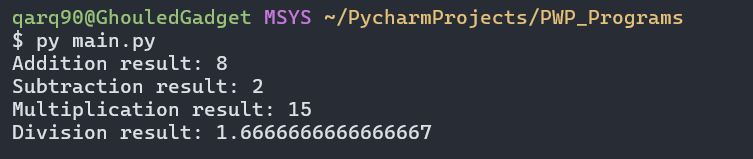 qarq90@GhouledGadget MSYS ~/PycharmProjects/PWP_Programs
$ py main.py
Addition result: 8
Subtraction result: 2
Multiplication result: 15
Division result: 1.6666666666666667